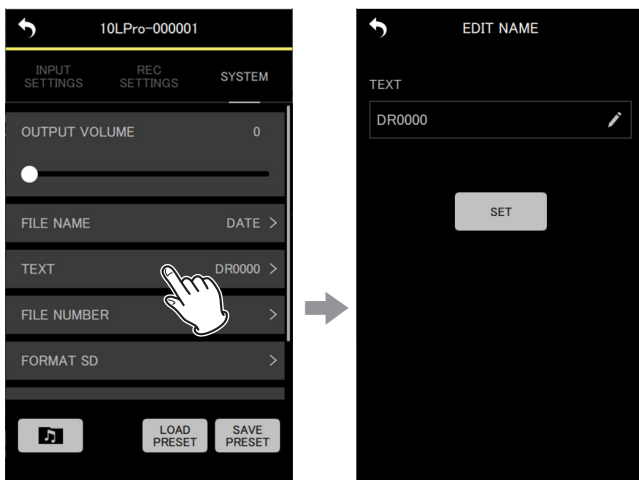 10LPro-000001
INPUT SETTINGS
REC SETTINGS
SYSTEM
OUTPUT VOLUME 0
FILE NAME DATE >
TEXT DR0000 >
FILE NUMBER >
FORMAT SD >
LOAD PRESET
SAVE PRESET
EDIT NAME
TEXT
DR0000
SET